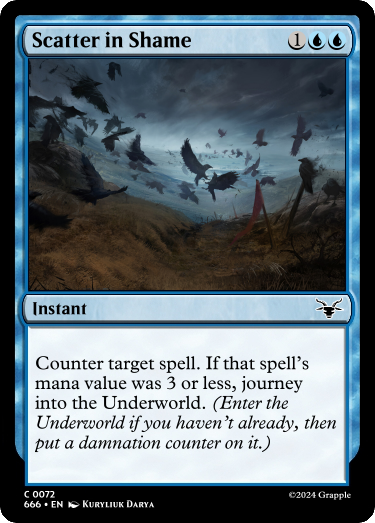 Scatter in Shame 1
Instant
Counter target spell. If that spell's
mana value was 3 or less, journey
into the Underworld. (Enter the
Underworld if you haven't already, then
put a damnation counter on it.)
C 0072
666 • EN Kuryliuk Darya
©2024 Grapple